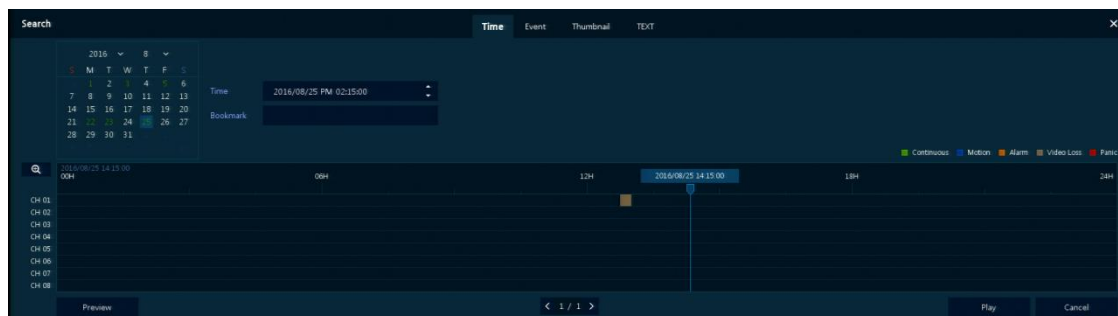 Search
Time Event Thumbnail TEXT
2016 8
S M T W T F S
1 2 3 4 5 6
7 8 9 10 11 12 13
14 15 16 17 18 19 20
21 22 23 24 25 26 27
28 29 30 31
Time 2016/08/25 PM 02:15:00
Bookmark
Continuous Motion Alarm Video Loss Panic
2016/08/25 14:15:00
00H 06H 12H 2016/08/25 14:15:00 18H 24H
CH 01
CH 02
CH 03
CH 04
CH 05
CH 06
CH 07
CH 08
Preview < 1 / 1 > Play Cancel